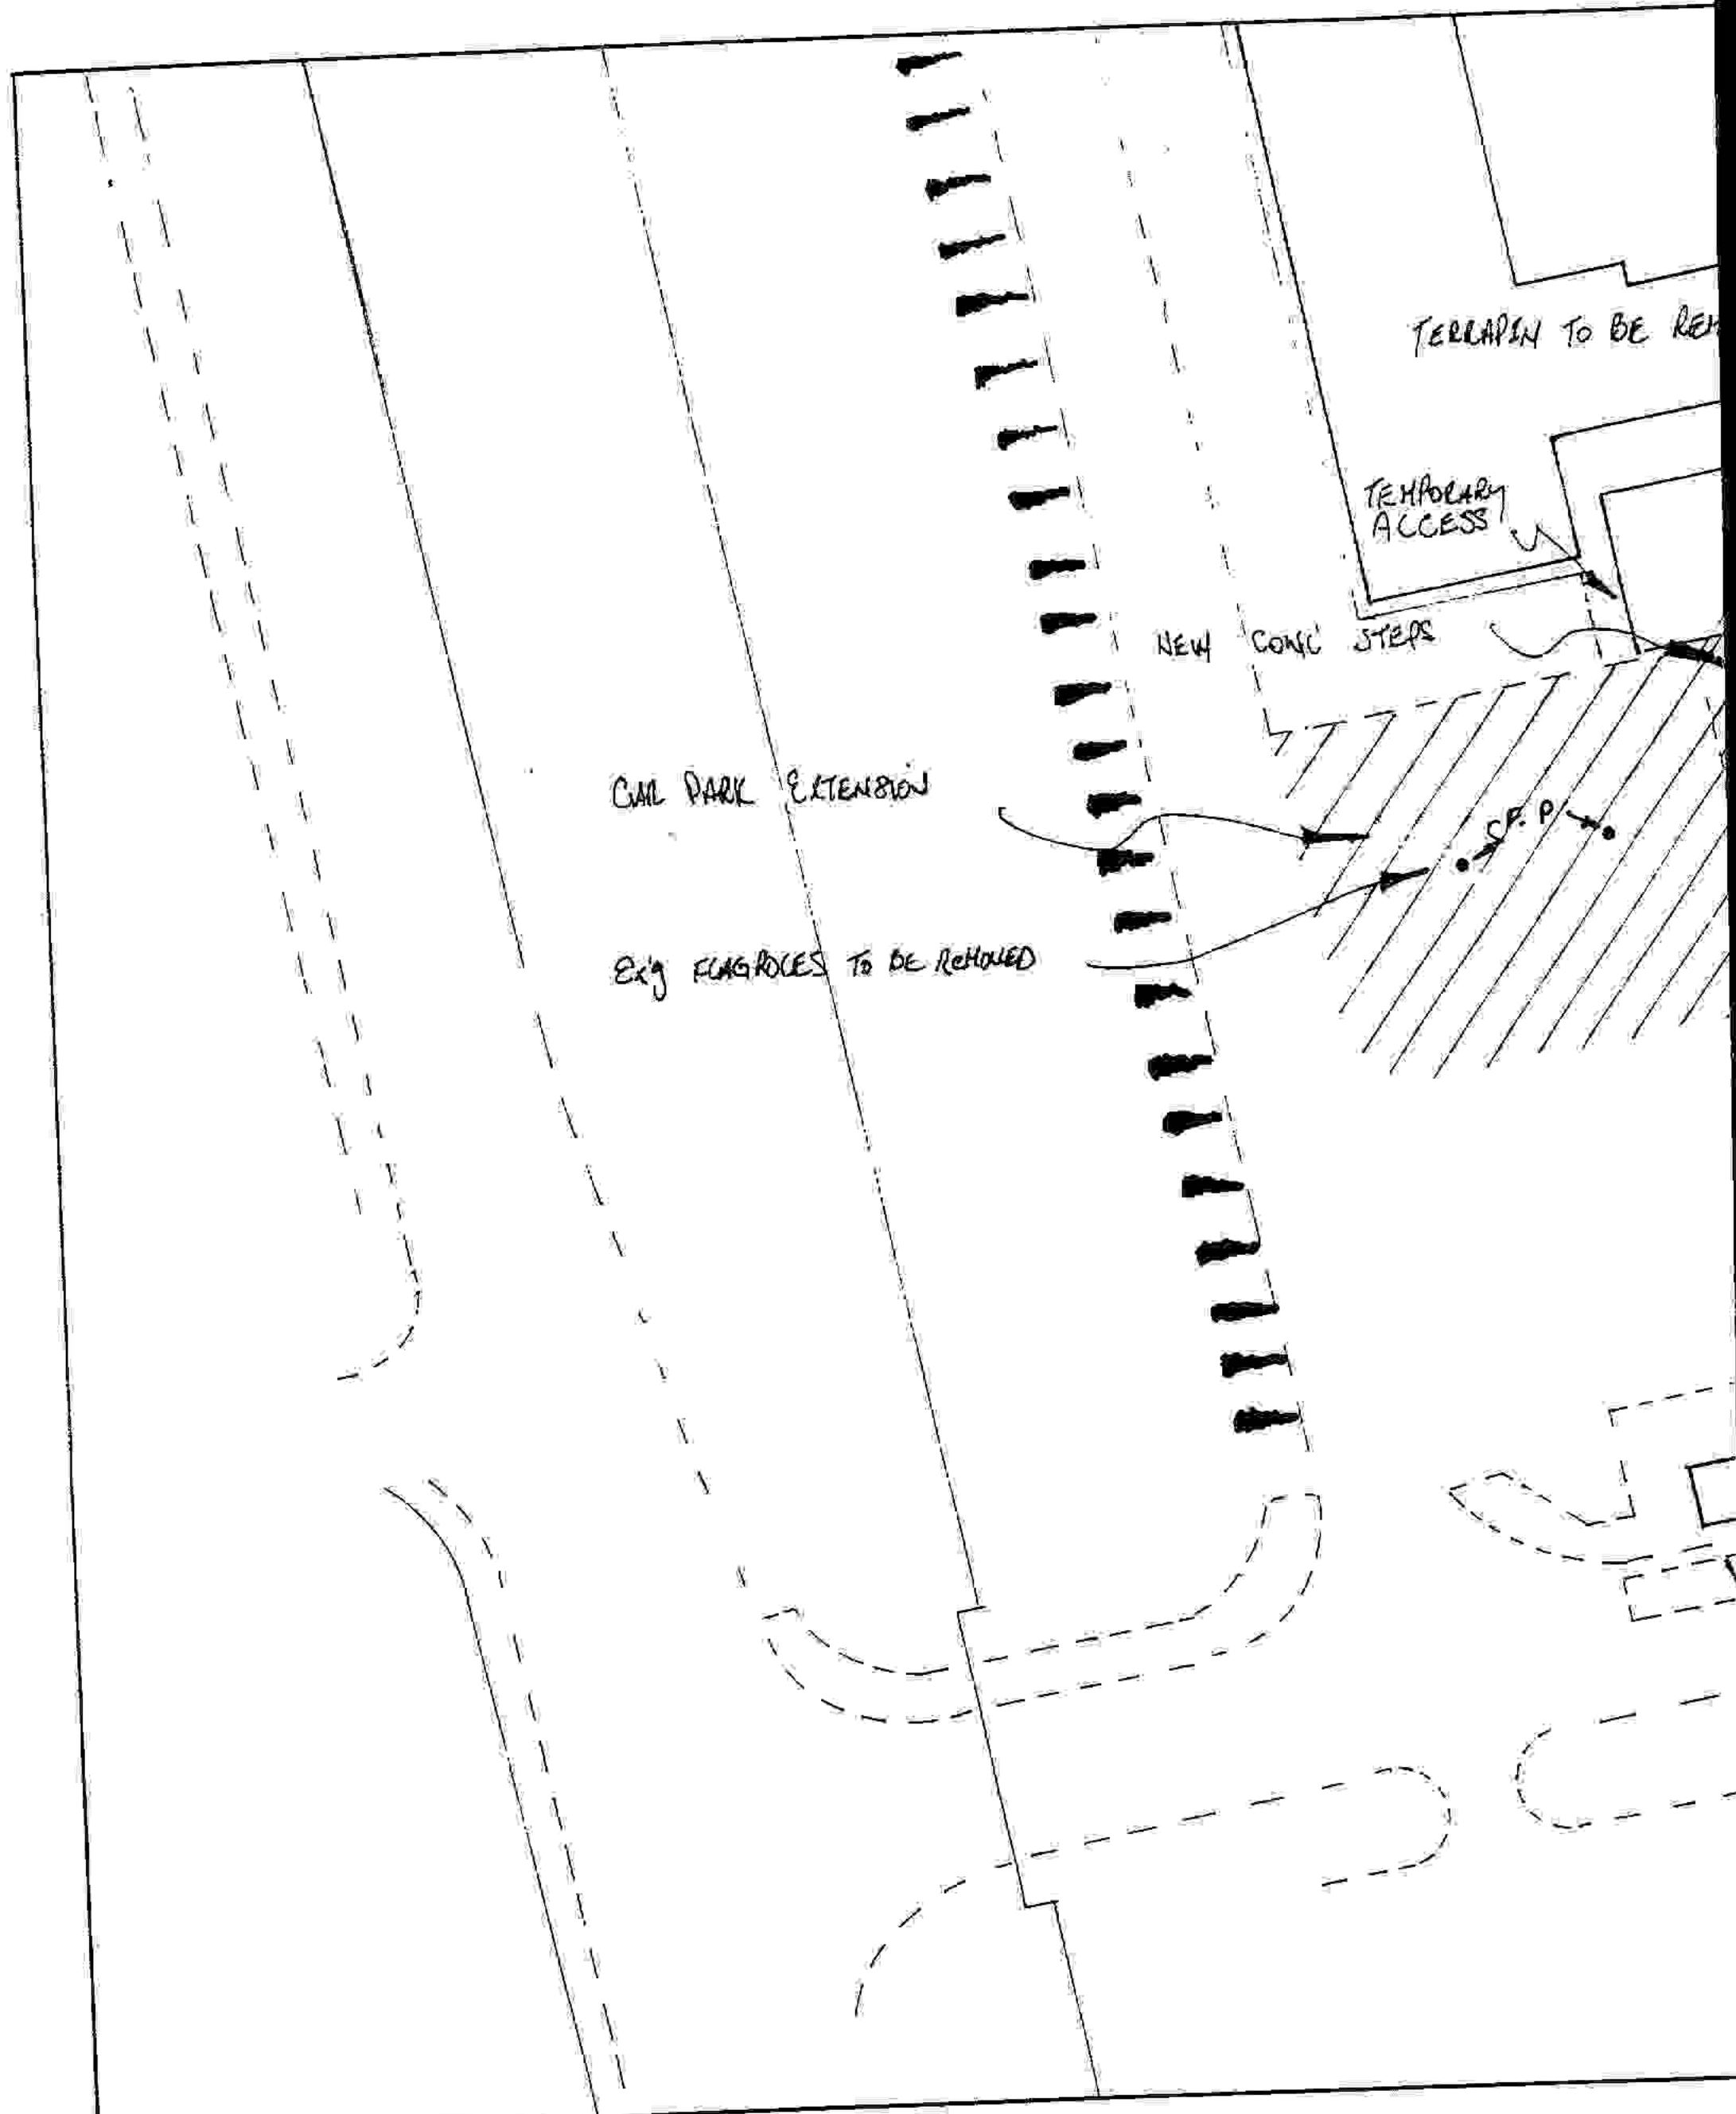 TERRAPIN TO BE REM
TEMPORARY
ACCESS
NEW CONC STEPS
CAR PARK EXTENSION
F.P
Ex'g FLAGPOLES TO BE REMOVED